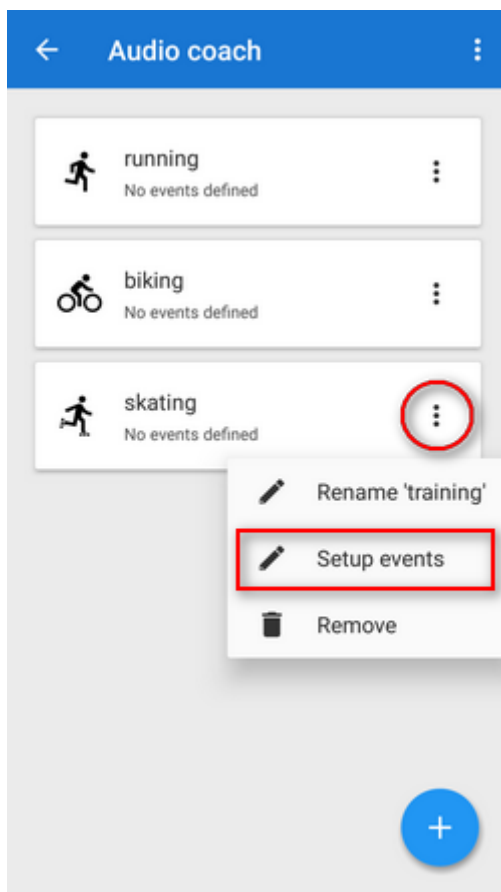 Audio coach
running
No events defined
biking
No events defined
skating
No events defined
Rename 'training'
Setup events
Remove